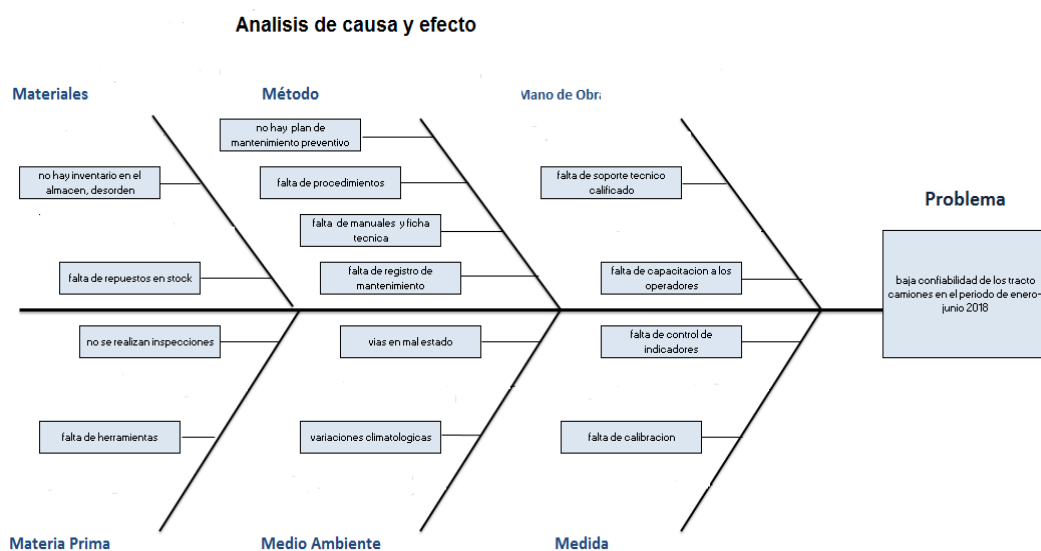 Analisis de causa y efecto
Materiales
Método
Mano de Obra
no hay plan de
mantenimiento preventivo
no hay inventario en el
almacen, desorden
falta de procedimientos
falta de soporte tecnico
calificado
Problema
falta de manuales y ficha
tecnica
falta de repuestos en stock
falta de registro de
mantenimiento
falta de capacitacion a los
operadores
baja confiabilidad de los tracto
camiones en el periodo de enero-
junio 2018
no se realizan inspecciones
vias en mal estado
falta de control de
indicadores
falta de herramientas
variaciones climatologicas
falta de calibracion
Materia Prima
Medio Ambiente
Medida